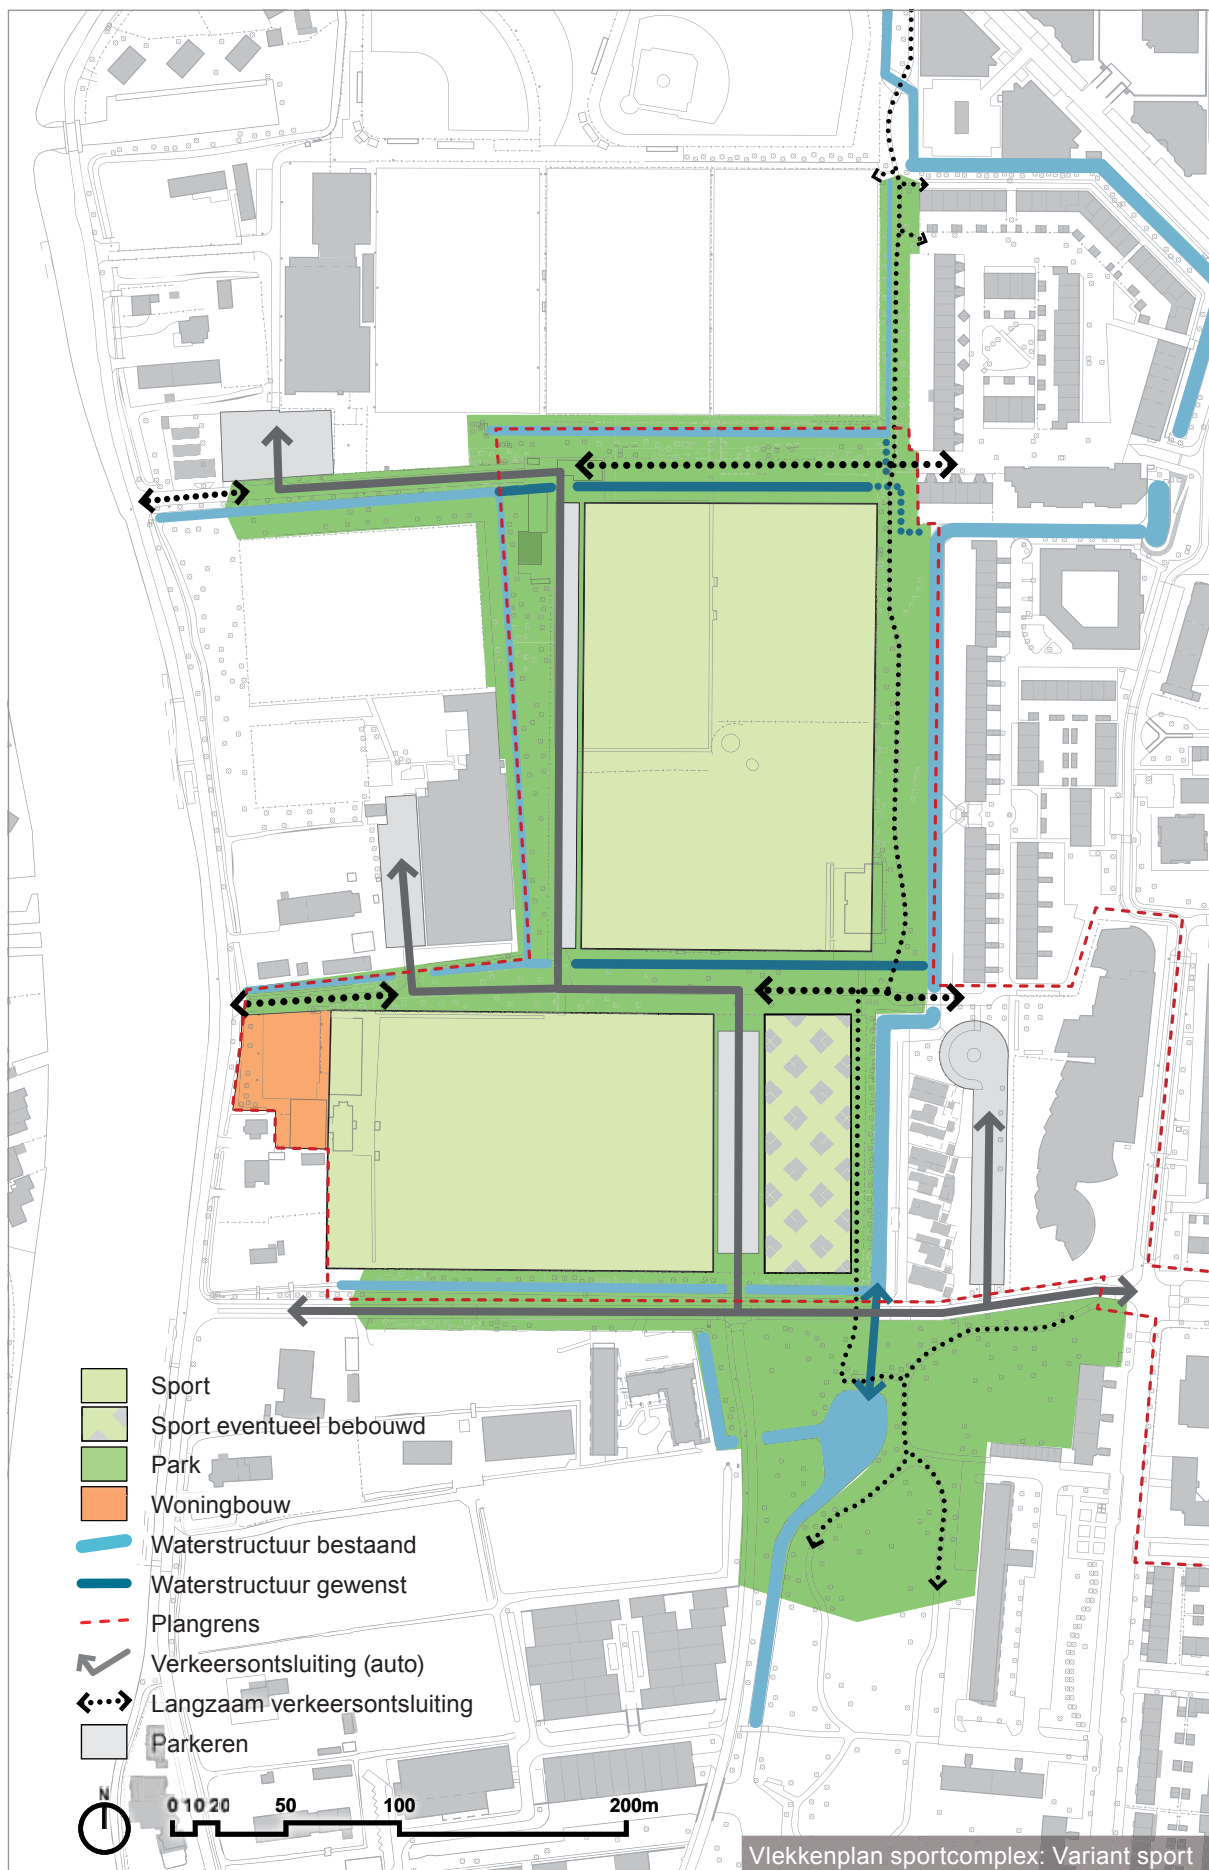 Sport
Sport eventueel bebouwd
Park
Woningbouw
Waterstructuur bestaand
Waterstructuur gewenst
Plangrens
Verkeersontsluiting (auto)
Langzaam verkeersontsluiting
Parkeren
N
0 10 20 50 100 200m
Vlekkenplan sportcomplex: Variant sport